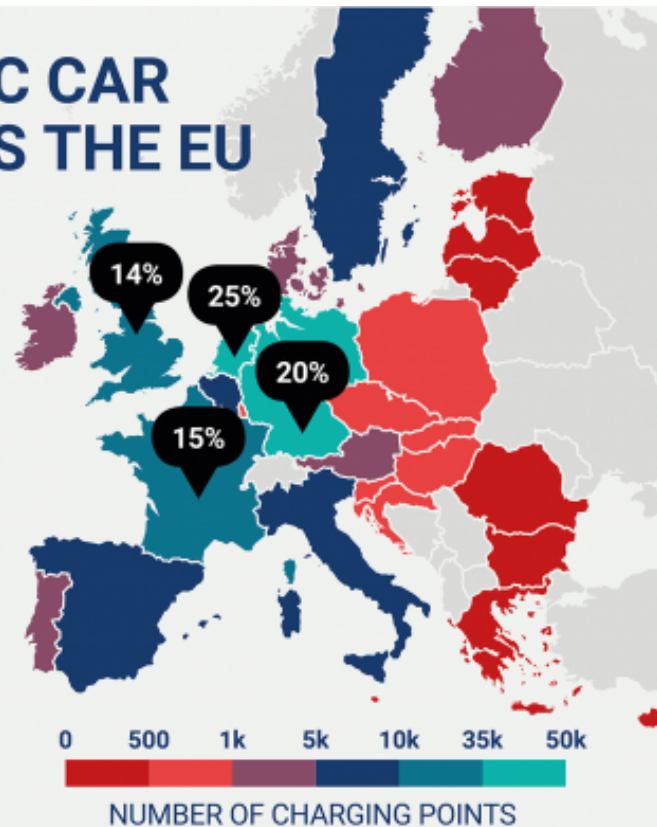 C CAR
S THE EU
14%
25%
20%
15%
0 500 1k 5k 10k 35k 50k
NUMBER OF CHARGING POINTS